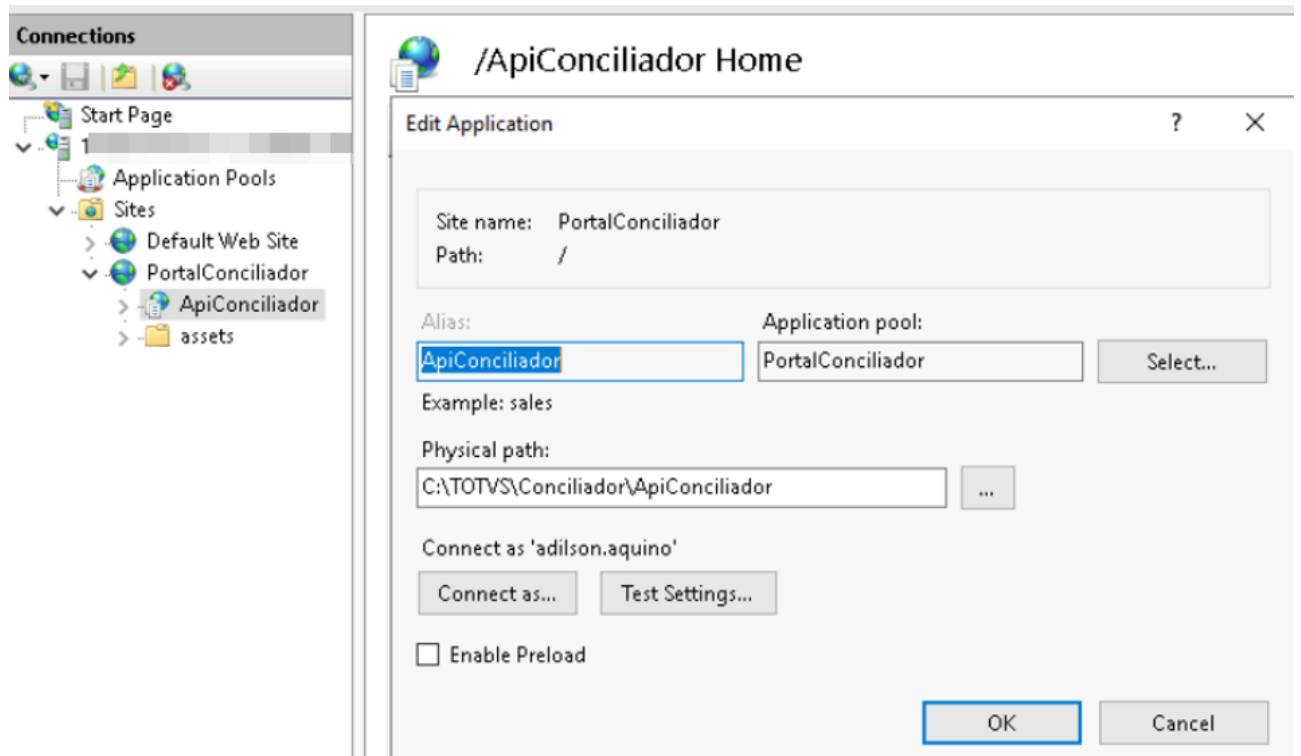 Connections
Start Page
1
Application Pools
Sites
Default Web Site
PortalConciliador
ApiConciliador
assets
/ApiConciliador Home
Edit Application
?
Site name: PortalConciliador
Path: /
Alias:
Application pool:
ApiConciliador
PortalConciliador
Select...
Example: sales
Physical path:
C:\TOTVS\Conciliador\ApiConciliador
...
Connect as 'adilson.aquino'
Connect as...
Test Settings...
Enable Preload
OK
Cancel